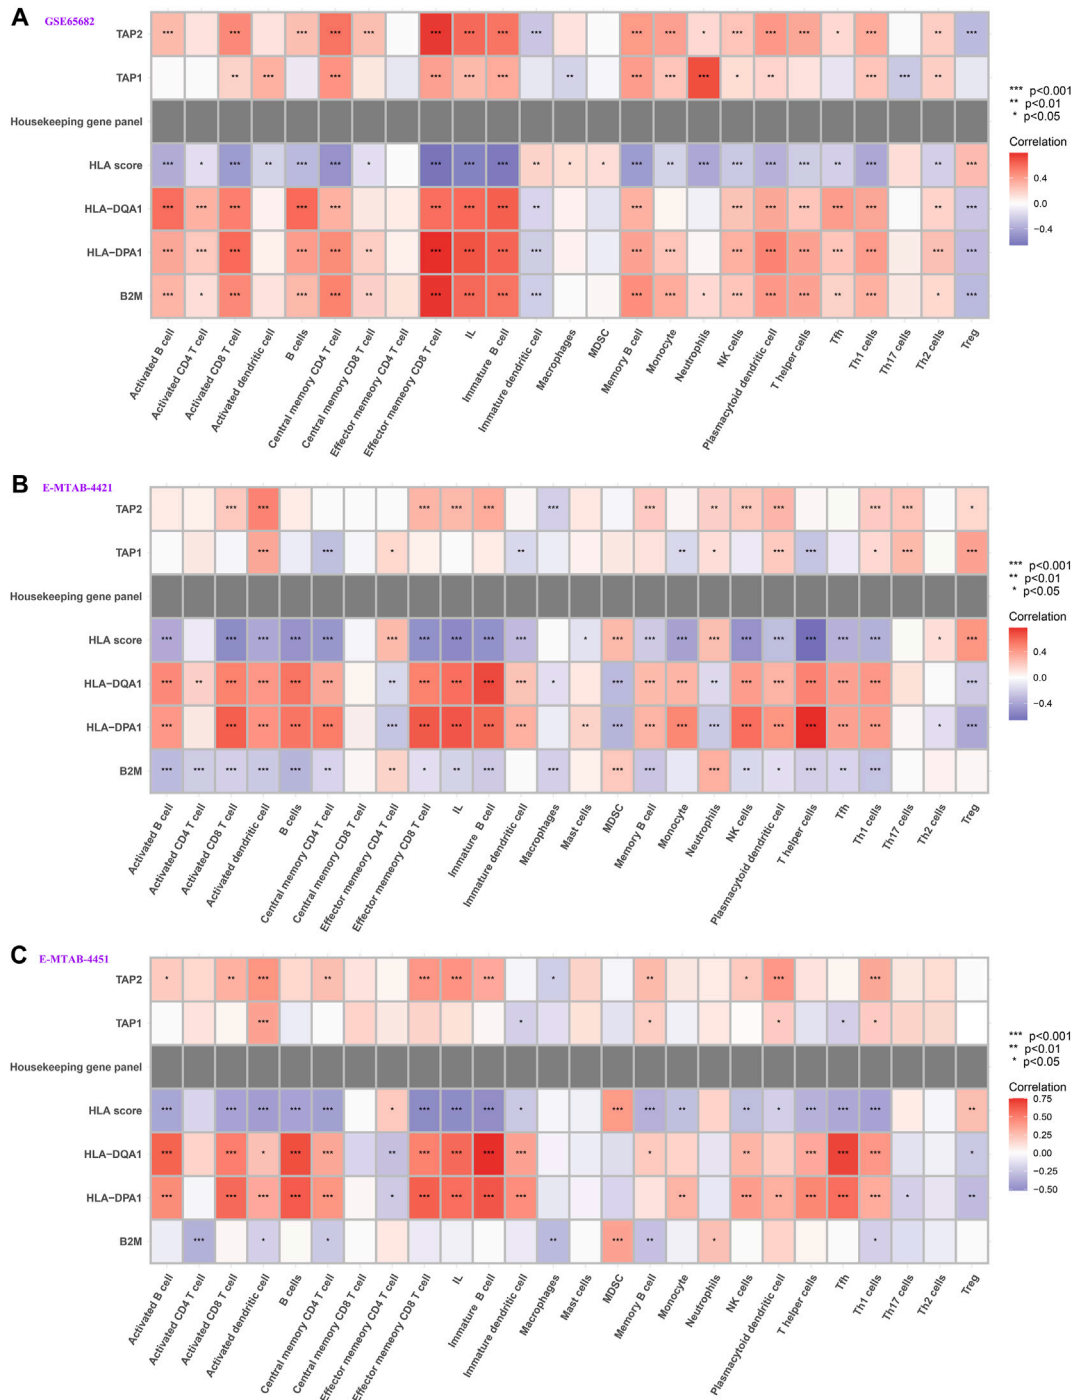 A
GSE65682
TAP2
*** *** *** *** *** *** *** *** *** *** *** *** * *** *** *** * *** ** ***
TAP1
** *** *** *** *** *** ** *** *** *** * ** *** *** **
Housekeeping gene panel
HLA score
*** * *** ** *** *** * *** *** *** ** * * *** ** *** *** *** *** ** *** ** ***
HLA−DQA1
*** *** *** *** *** *** *** *** ** *** *** *** *** *** *** ** ***
HLA−DPA1
*** *** *** *** *** ** *** *** *** *** *** *** *** *** *** *** *** *** ***
B2M
*** * *** *** *** ** *** *** *** *** *** *** * *** *** *** ** *** * ***
Activated B cell
Activated CD4 T cell
Activated CD8 T cell
Activated dendritic cell
B cells
Central memory CD4 T cell
Central memory CD8 T cell
Effector memeory CD4 T cell
Effector memeory CD8 T cell
IL
Immature B cell
Immature dendritic cell
Macrophages
MDSC
Memory B cell
Monocyte
Neutrophils
NK cells
Plasmacytoid dendritic cell
T helper cells
Tfh
Th1 cells
Th17 cells
Th2 cells
Treg
*** p<0.001
** p<0.01
* p<0.05
Correlation
0.4
0.0
−0.4
B
E-MTAB-4421
TAP2
*** *** *** *** *** *** *** ** *** *** *** *** *
TAP1
*** *** * ** ** * *** *** * *** ***
Housekeeping gene panel
HLA score
*** *** *** *** *** *** *** *** *** *** * *** *** *** *** *** *** *** *** *** * ***
HLA−DQA1
*** ** *** *** *** *** ** *** *** *** *** * *** *** *** ** *** *** *** *** *** ***
HLA−DPA1
*** *** *** *** *** *** *** *** *** *** ** *** *** *** *** *** *** *** *** *** * ***
B2M
*** *** *** *** *** ** ** * ** *** *** *** *** *** ** * *** ** ***
Activated B cell
Activated CD4 T cell
Activated CD8 T cell
Activated dendritic cell
B cells
Central memory CD4 T cell
Central memory CD8 T cell
Effector memeory CD4 T cell
Effector memeory CD8 T cell
IL
Immature B cell
Immature dendritic cell
Macrophages
Mast cells
MDSC
Memory B cell
Monocyte
Neutrophils
NK cells
Plasmacytoid dendritic cell
T helper cells
Tfh
Th1 cells
Th17 cells
Th2 cells
Treg
*** p<0.001
** p<0.01
* p<0.05
Correlation
0.4
0.0
−0.4
C
E-MTAB-4451
TAP2
* ** *** ** *** *** *** * ** * *** ***
TAP1
*** * * * * *
Housekeeping gene panel
HLA score
*** *** *** *** *** * *** *** *** * *** *** ** ** * *** *** *** **
HLA−DQA1
*** *** * *** *** ** *** *** *** *** * ** *** *** *** *
HLA−DPA1
*** *** *** *** *** * *** *** *** *** ** *** ** *** *** *** * **
B2M
*** * * ** *** ** * *
Activated B cell
Activated CD4 T cell
Activated CD8 T cell
Activated dendritic cell
B cells
Central memory CD4 T cell
Central memory CD8 T cell
Effector memeory CD4 T cell
Effector memeory CD8 T cell
IL
Immature B cell
Immature dendritic cell
Macrophages
Mast cells
MDSC
Memory B cell
Monocyte
Neutrophils
NK cells
Plasmacytoid dendritic cell
T helper cells
Tfh
Th1 cells
Th17 cells
Th2 cells
Treg
*** p<0.001
** p<0.01
* p<0.05
Correlation
0.75
0.50
0.25
0.00
−0.25
−0.50